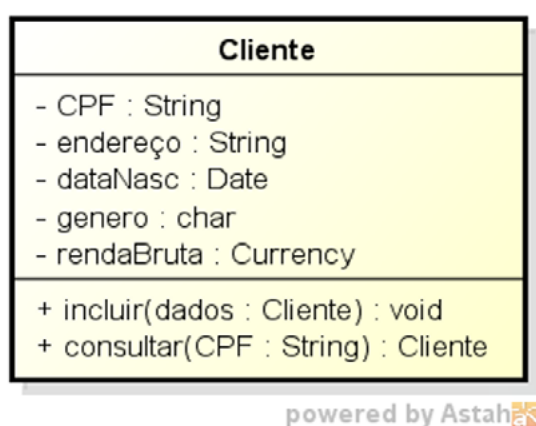 Cliente
- CPF : String
- endereço : String
- dataNasc : Date
- genero : char
- rendaBruta : Currency
+ incluir(dados : Cliente) : void
+ consultar(CPF : String) : Cliente
powered by Astah